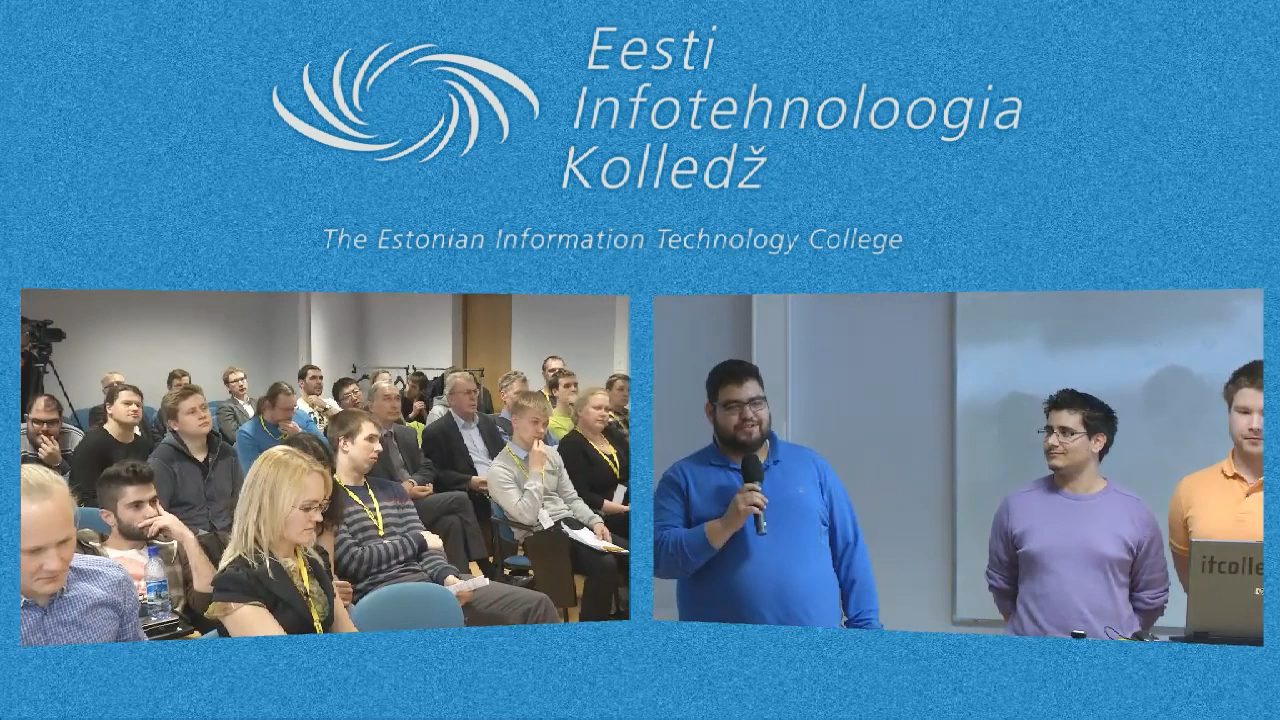 Eesti
Infotehnoloogia
Kolledž
The Estonian Information Technology College
itcolle